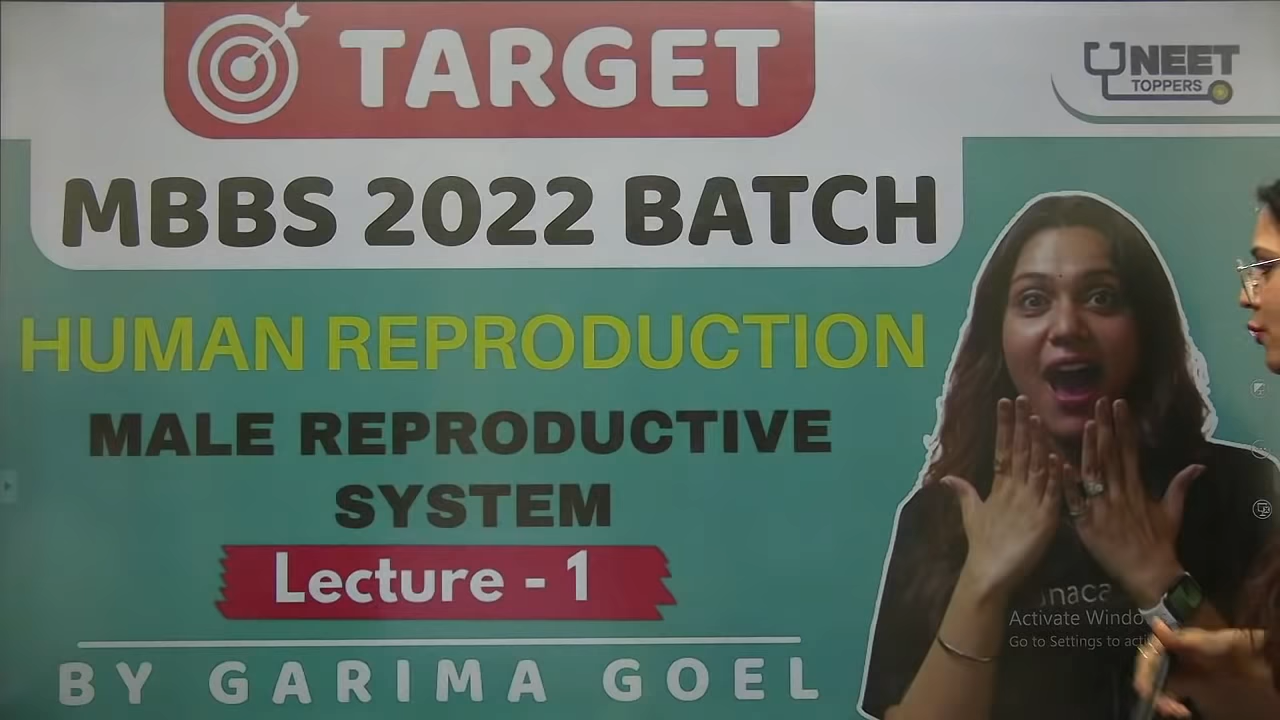 TARGET
NEET
TOPPERS
MBBS 2022 BATCH
HUMAN REPRODUCTION
MALE REPRODUCTIVE
SYSTEM
Lecture - 1
BY GARIMA GOEL
Activate Windo
Go to Settings to acti